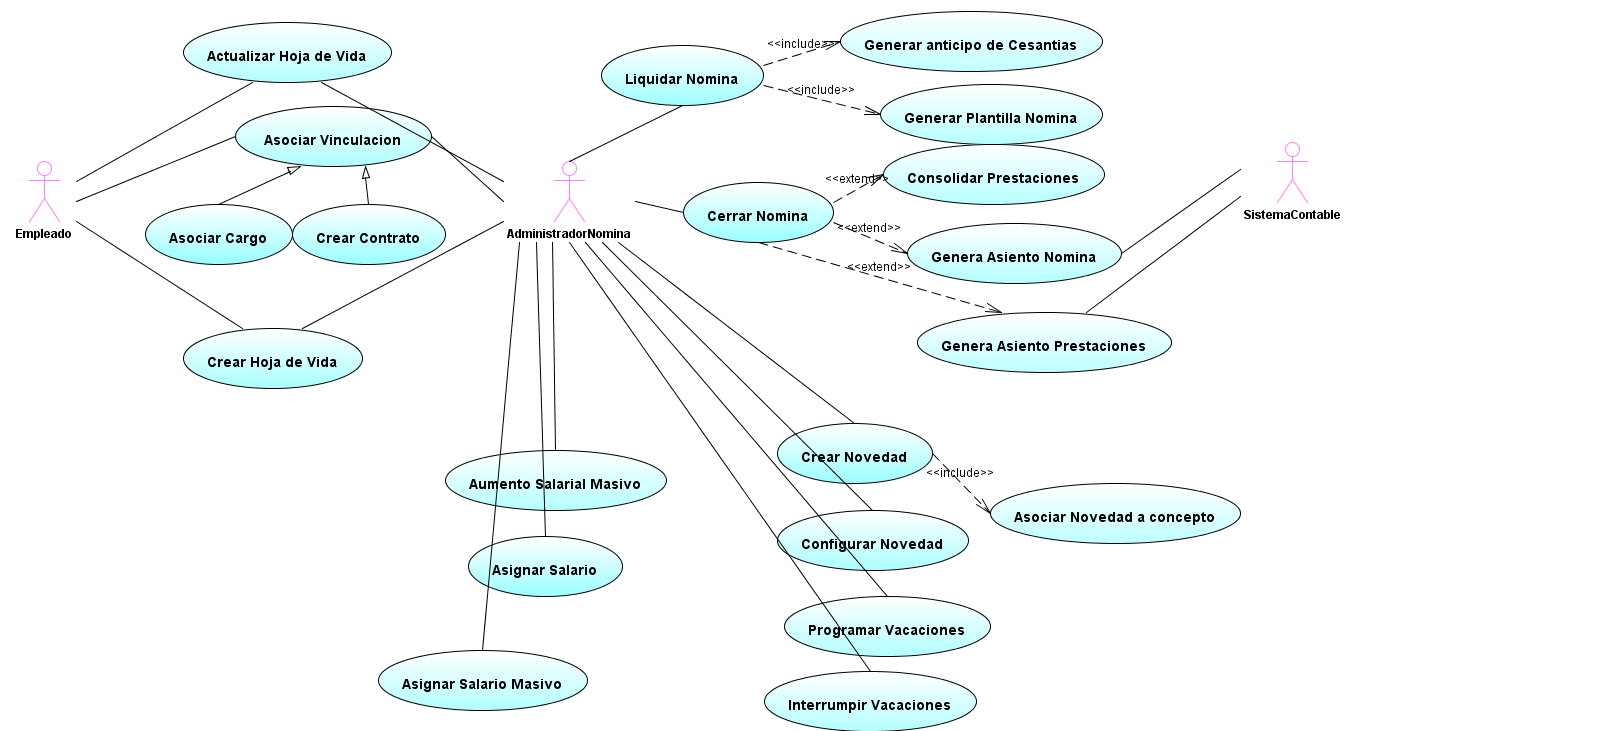 Actualizar Hoja de Vida
Asociar Vinculacion
Asociar Cargo
Crear Contrato
Empleado
Crear Hoja de Vida
AdministradorNomina
Liquidar Nomina
<<include>>
Generar anticipo de Cesantias
<<include>>
Generar Plantilla Nomina
Cerrar Nomina
<<extend>>
Consolidar Prestaciones
<<extend>>
Genera Asiento Nomina
<<extend>>
Genera Asiento Prestaciones
SistemaContable
Aumento Salarial Masivo
Asignar Salario
Asignar Salario Masivo
Crear Novedad
<<include>>
Asociar Novedad a concepto
Configurar Novedad
Programar Vacaciones
Interrumpir Vacaciones